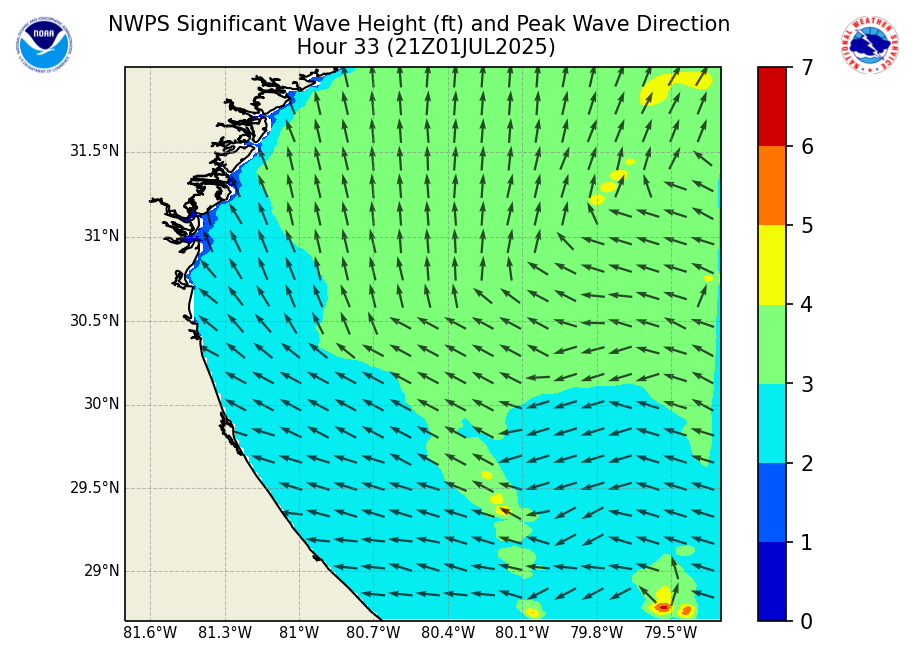 NWPS Significant Wave Height (ft) and Peak Wave Direction
Hour 33 (21Z01JUL2025)
NOAA
NATIONAL WEATHER SERVICE
31.5°N
31°N
30.5°N
30°N
29.5°N
29°N
81.6°W 81.3°W 81°W 80.7°W 80.4°W 80.1°W 79.8°W 79.5°W
7
6
5
4
3
2
1
0